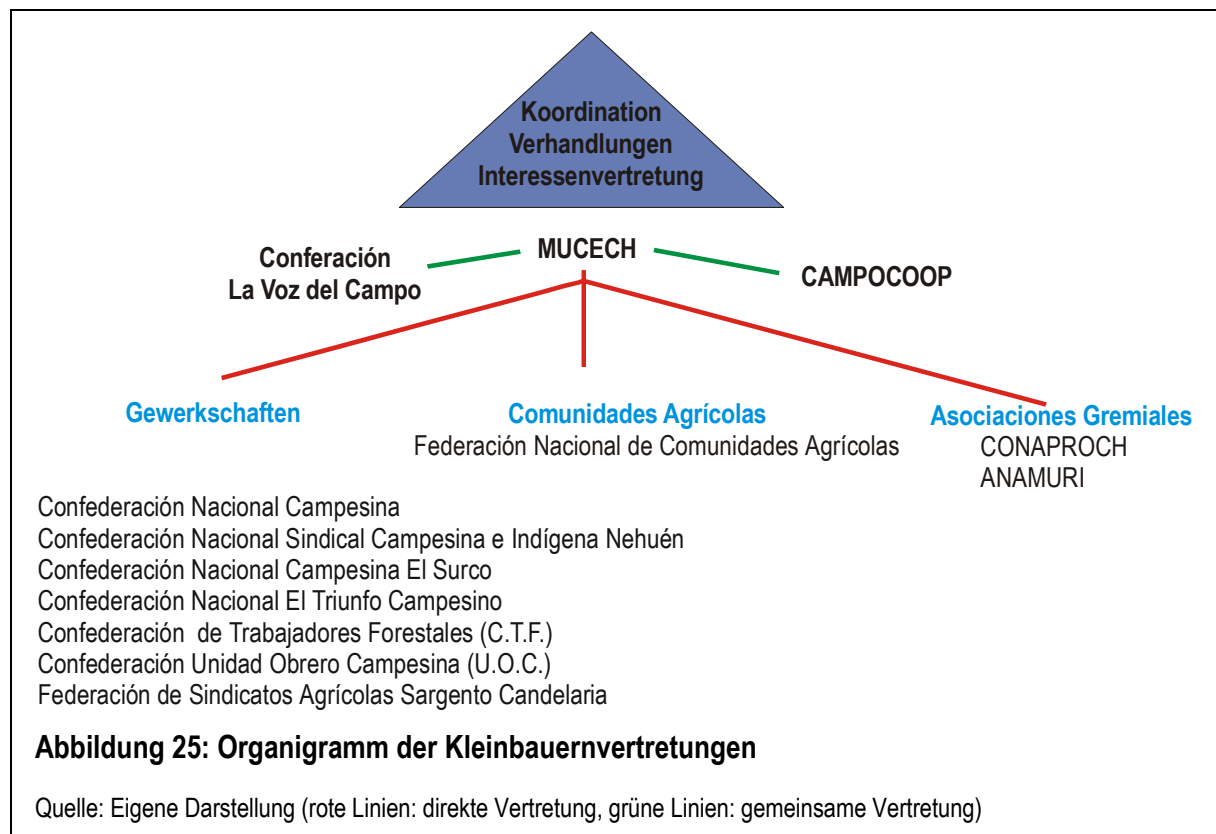 Koordination
Verhandlungen
Interessenvertretung
MUCECH
Conferación
La Voz del Campo
CAMPOCOOP
Gewerkschaften
Comunidades Agrícolas
Federación Nacional de Comunidades Agrícolas
Asociaciones Gremiales
CONAPROCH
ANAMURI
Confederación Nacional Campesina
Confederación Nacional Sindical Campesina e Indígena Nehuén
Confederación Nacional Campesina El Surco
Confederación Nacional El Triunfo Campesino
Confederación de Trabajadores Forestales (C.T.F.)
Confederación Unidad Obrero Campesina (U.O.C.)
Federación de Sindicatos Agrícolas Sargento Candelaria
Abbildung 25: Organigramm der Kleinbauernvertretungen
Quelle: Eigene Darstellung (rote Linien: direkte Vertretung, grüne Linien: gemeinsame Vertretung)